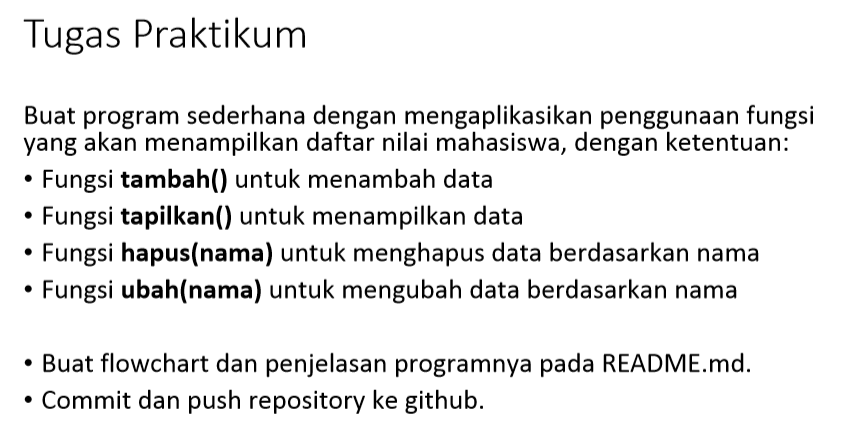 Tugas Praktikum
Buat program sederhana dengan mengaplikasikan penggunaan fungsi
yang akan menampilkan daftar nilai mahasiswa, dengan ketentuan:
• Fungsi tambah() untuk menambah data
• Fungsi tapilkan() untuk menampilkan data
• Fungsi hapus(nama) untuk menghapus data berdasarkan nama
• Fungsi ubah(nama) untuk mengubah data berdasarkan nama
• Buat flowchart dan penjelasan programnya pada README.md.
• Commit dan push repository ke github.